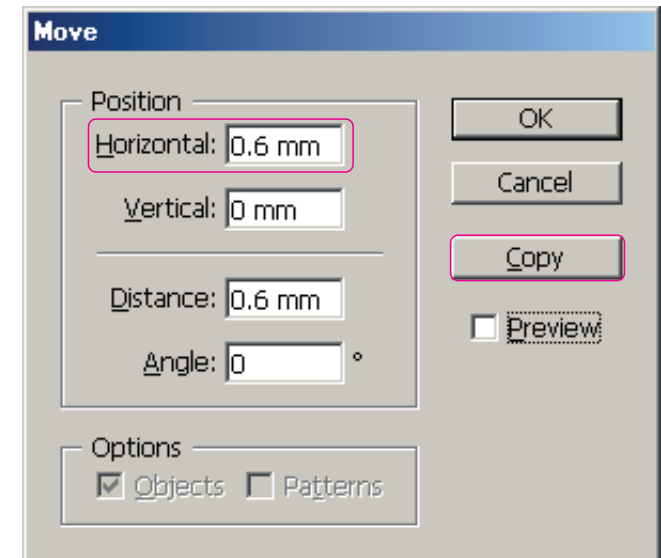 Move
Position
Horizontal: 0.6 mm
Vertical: 0 mm
Distance: 0.6 mm
Angle: 0 °
OK
Cancel
Copy
Preview
Options
Objects Patterns